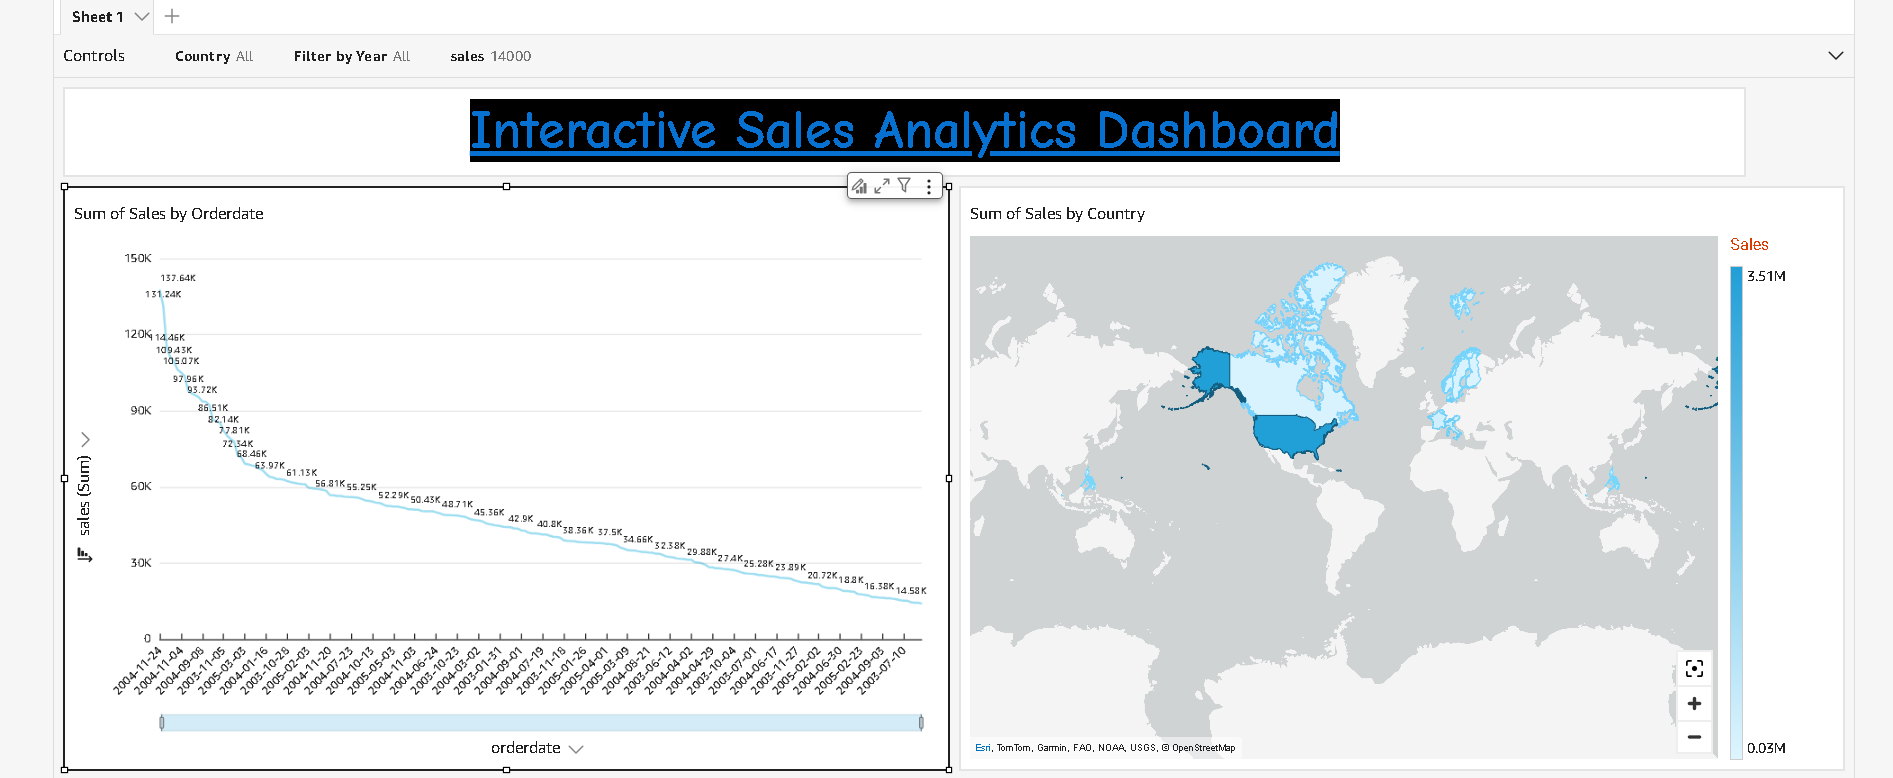 Sheet 1
Controls Country All Filter by Year All sales 14000
Interactive Sales Analytics Dashboard
Sum of Sales by Orderdate
150K
120K
90K
60K
30K
0
sales (Sum)
137.64K
131.24K
114.46K
109.43K
105.07K
97.96K
93.72K
86.51K
82.14K
77.81K
72.34K
68.46K
63.97K
61.13K
56.81K
55.25K
52.29K
50.43K
48.71K
45.36K
42.9K
40.8K
38.36K
37.5K
34.66K
32.38K
29.88K
27.4K
25.28K
23.89K
20.72K
18.8K
16.38K
14.58K
2004-11-24
2004-11-04
2004-09-08
2003-11-05
2005-03-03
2004-01-16
2003-10-28
2005-02-03
2004-11-20
2004-07-23
2004-10-13
2005-05-03
2004-11-03
2004-06-24
2003-10-23
2004-03-02
2003-01-31
2004-09-01
2004-07-19
2003-11-18
2005-01-26
2005-04-01
2005-03-09
2004-08-21
2003-06-12
2004-04-02
2004-04-29
2003-10-04
2003-07-01
2004-06-17
2003-11-27
2005-02-02
2004-06-30
2005-02-23
2004-09-03
2003-07-10
orderdate
Sum of Sales by Country
Sales
3.51M
0.03M
Esri, TomTom, Garmin, FAO, NOAA, USGS, © OpenStreetMap